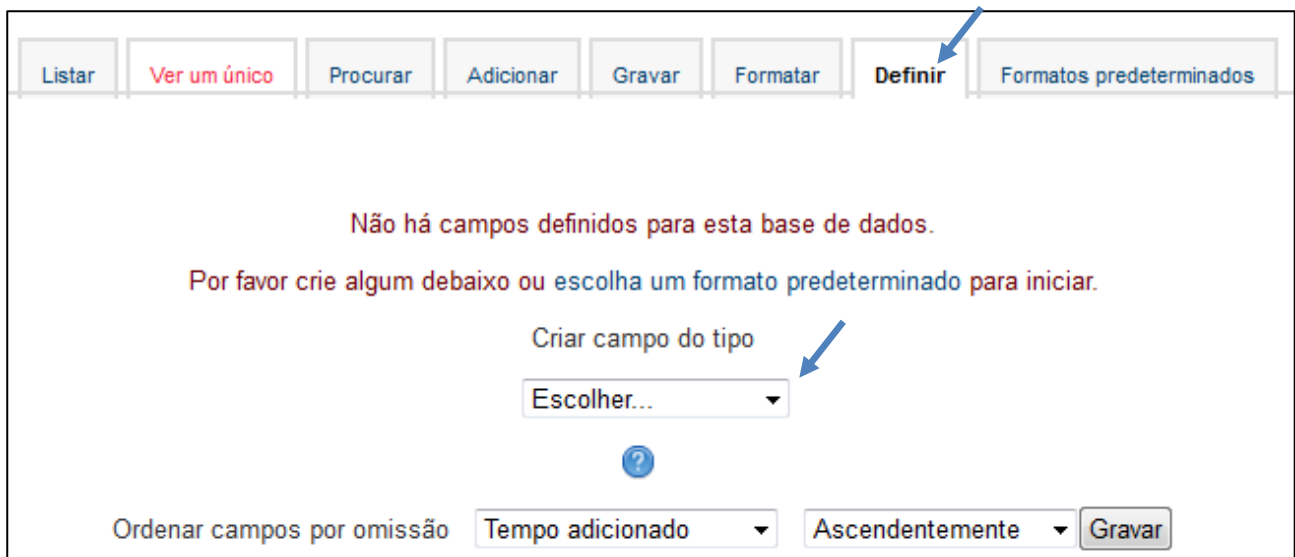 Listar Ver um único Procurar Adicionar Gravar Formatar Definir Formatos predeterminados
Não há campos definidos para esta base de dados.
Por favor crie algum debaixo ou escolha um formato predeterminado para iniciar.
Criar campo do tipo
Escolher...
?
Ordenar campos por omissão Tempo adicionado Ascendentemente Gravar